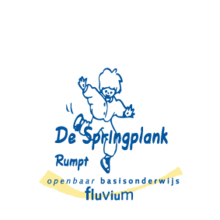 De Springplank
Rumpt
openbaar basisonderwijs
fluvium